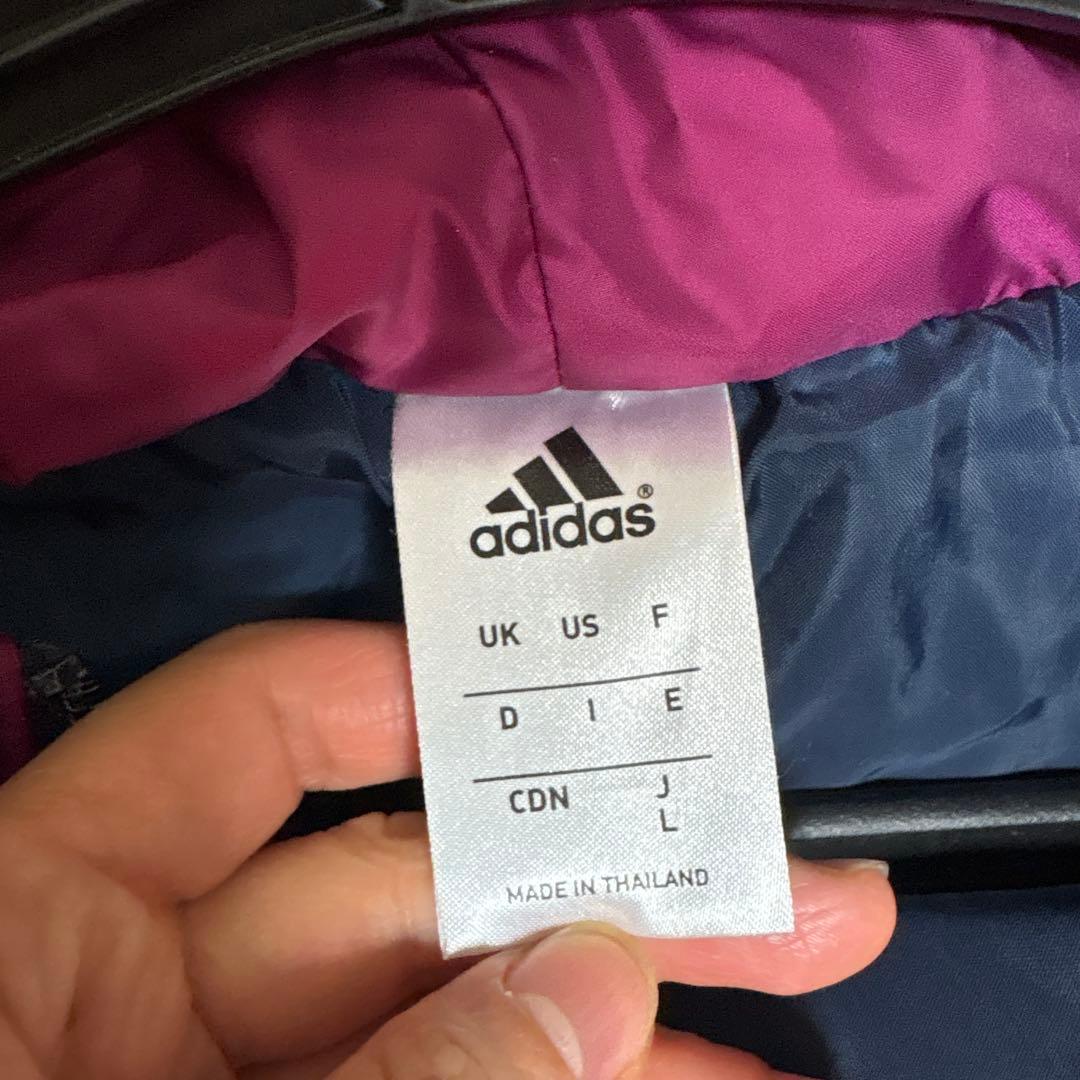 adidas®
UK US F
D I E
CDN J
L
MADE IN THAILAND